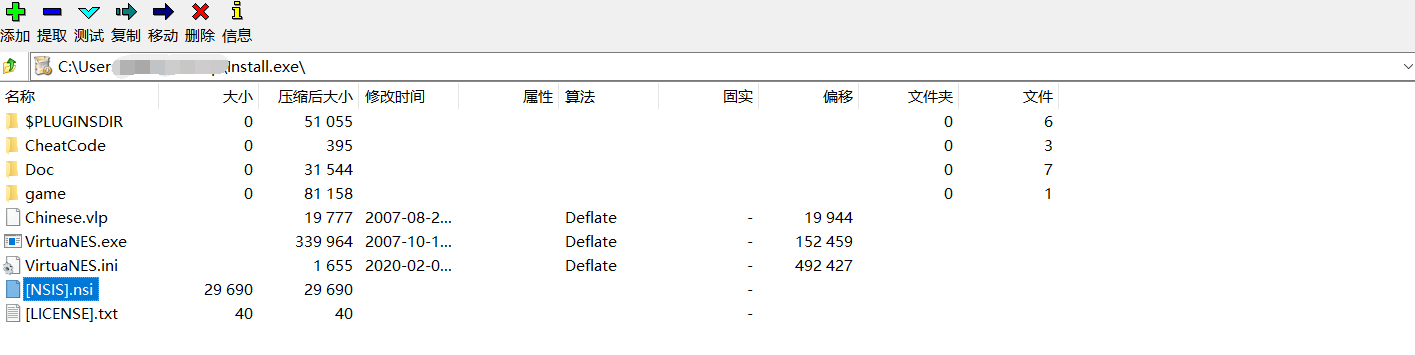 添加 提取 测试 复制 移动 删除 信息
C:\User \Install.exe\
名称 大小 压缩后大小 修改时间 属性 算法 固实 偏移 文件夹 文件
$PLUGINSDIR 0 51 055 0 6
CheatCode 0 395 0 3
Doc 0 31 544 0 7
game 0 81 158 0 1
Chinese.vlp 19 777 2007-08-2... Deflate - 19 944
VirtuaNES.exe 339 964 2007-10-1... Deflate - 152 459
VirtuaNES.ini 1 655 2020-02-0... Deflate - 492 427
[NSIS].nsi 29 690 29 690 -
[LICENSE].txt 40 40 -